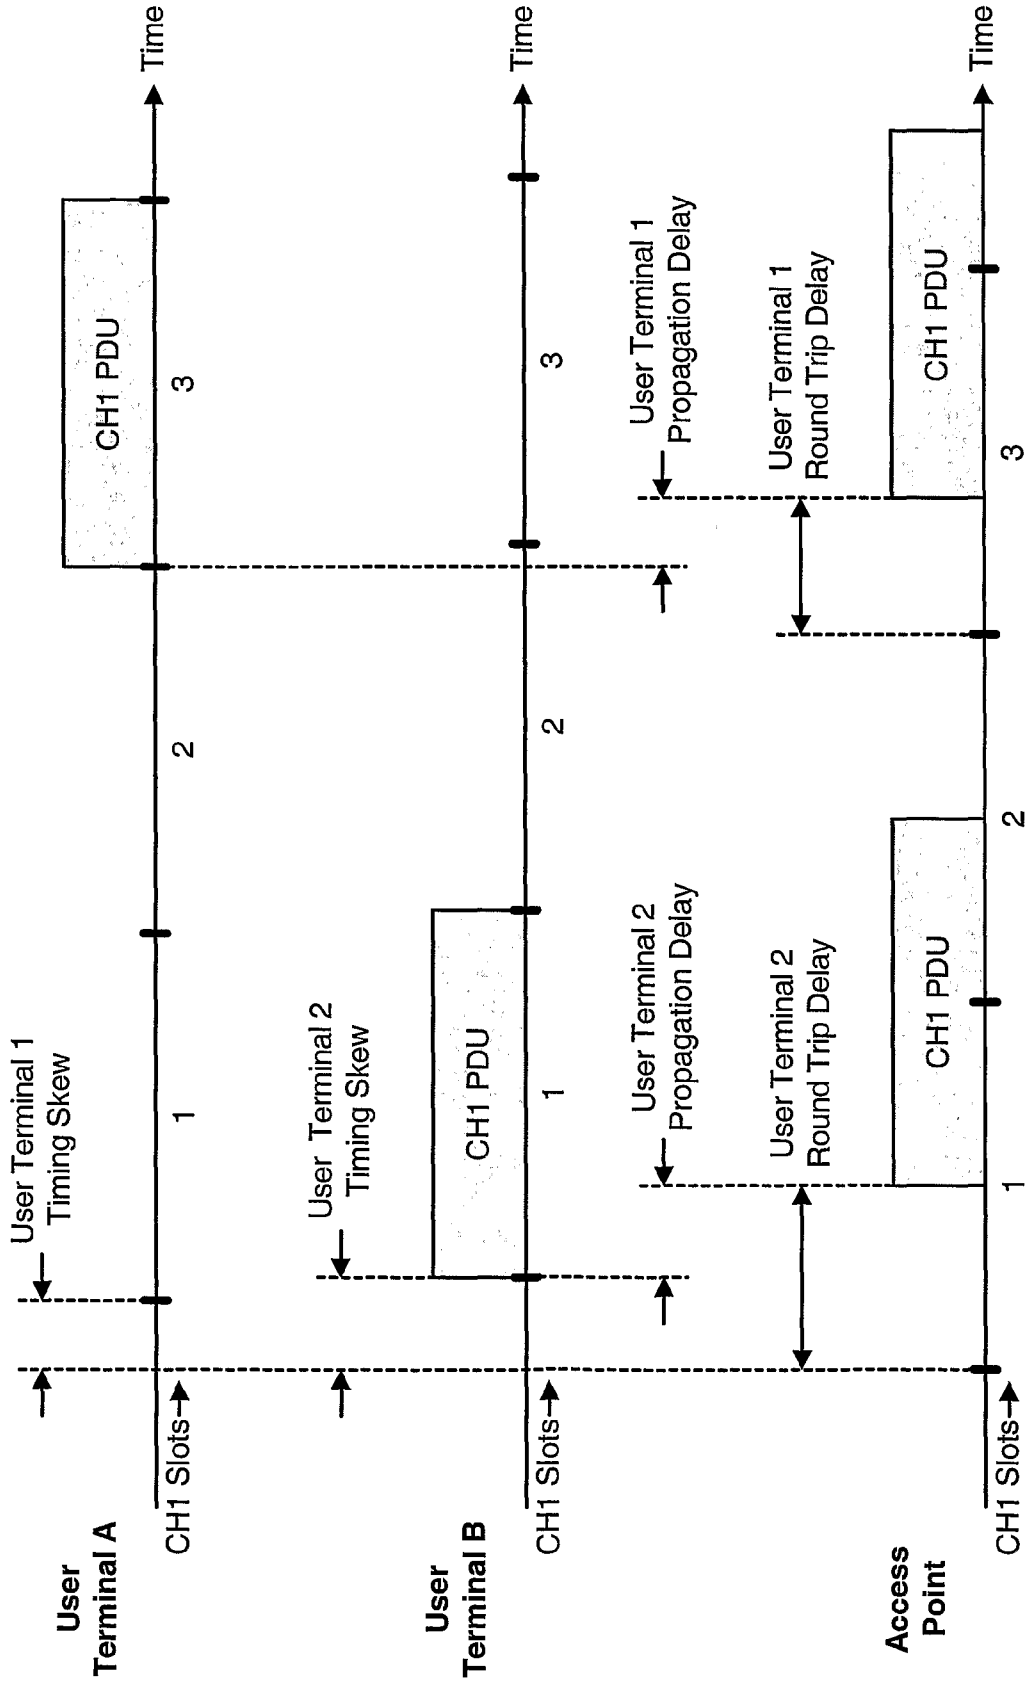 User Terminal 1
Timing Skew
User
Terminal A
CH1 PDU
Time
CH1 Slots
1
2
3
User Terminal 2
Timing Skew
User
Terminal B
CH1 PDU
Time
CH1 Slots
1
2
3
User Terminal 2
Propagation Delay
User Terminal 1
Propagation Delay
User Terminal 2
Round Trip Delay
User Terminal 1
Round Trip Delay
Access
Point
CH1 PDU
CH1 PDU
Time
CH1 Slots
1
2
3